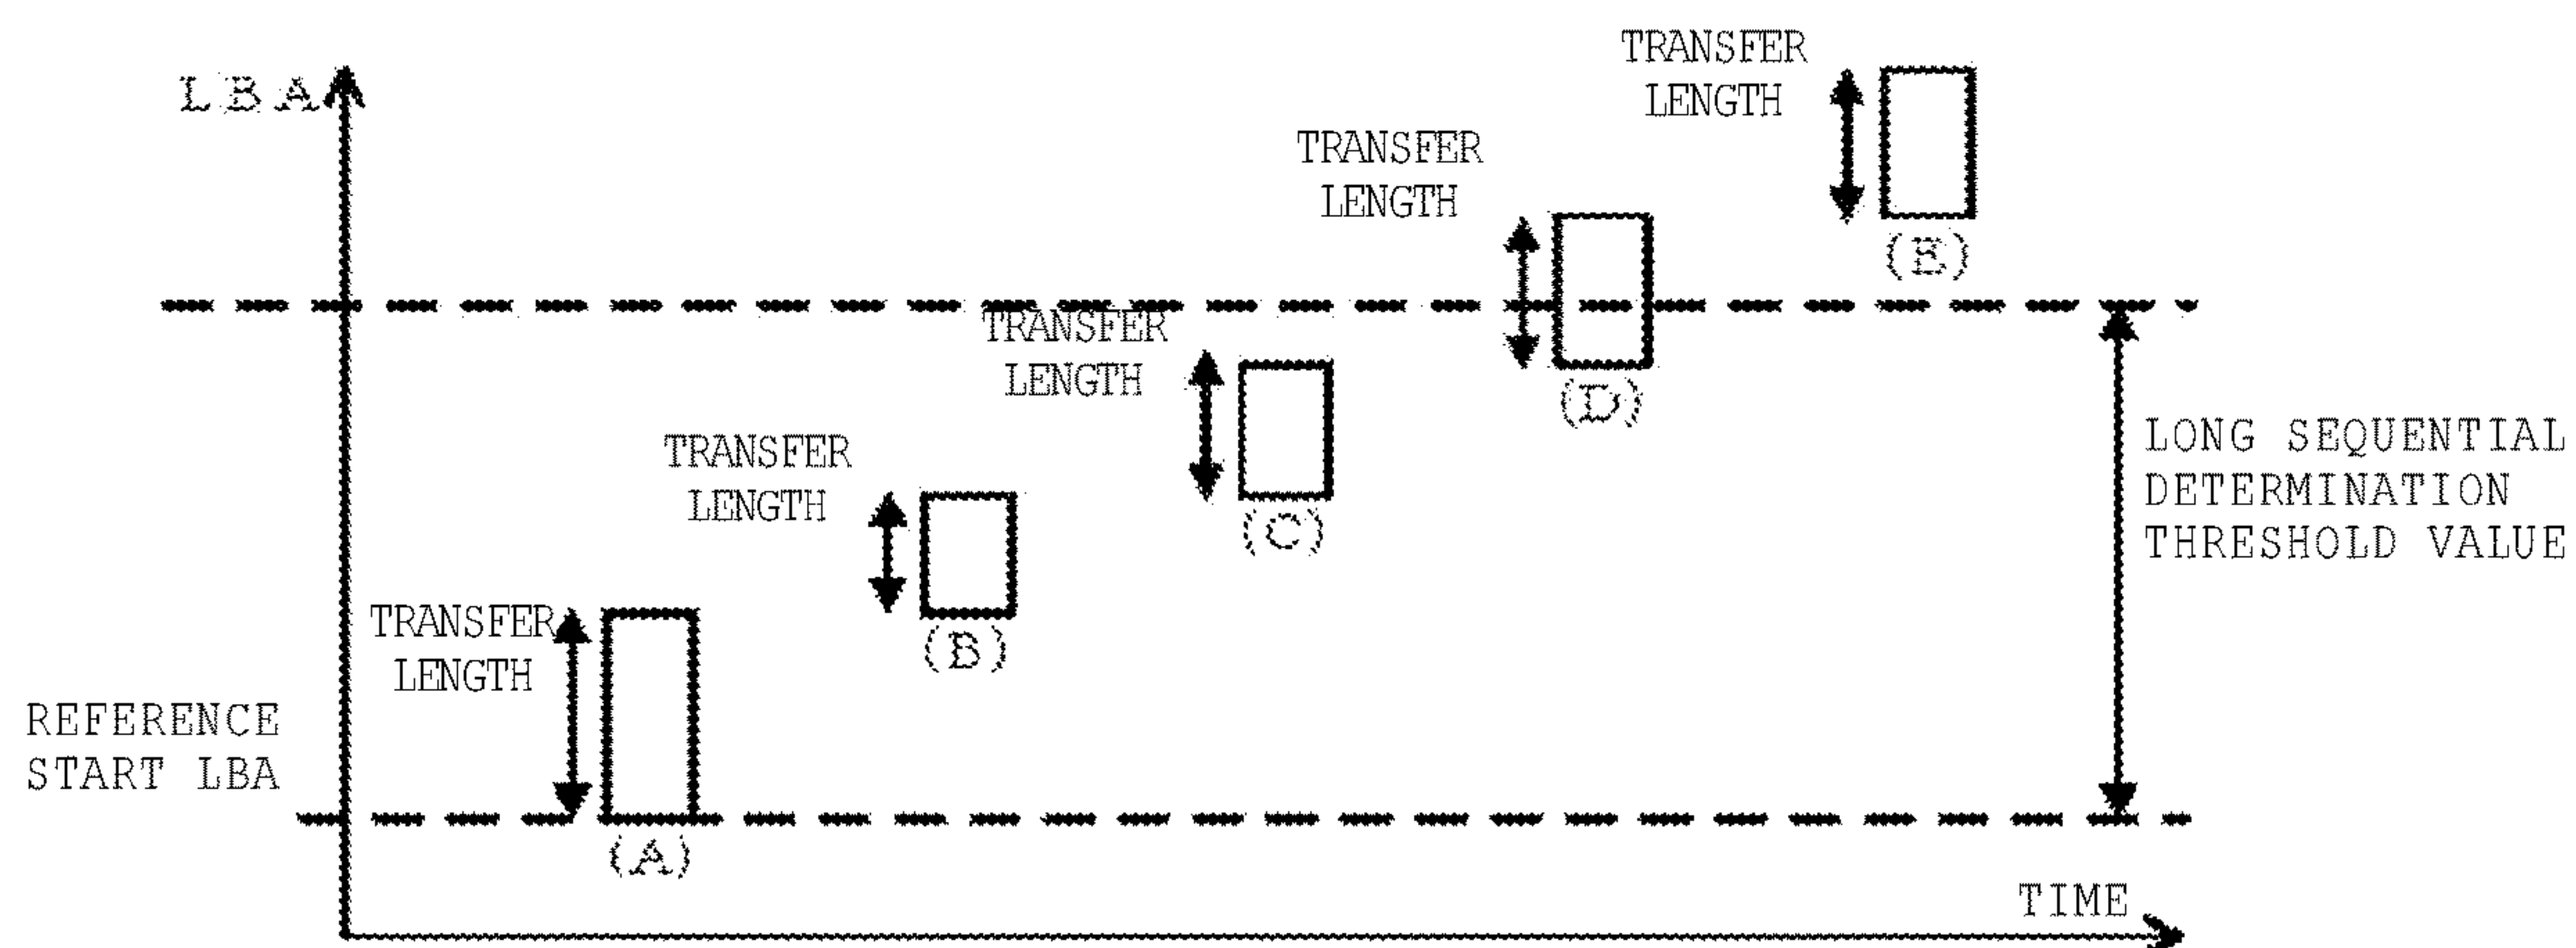 TRANSFER
LENGTH
LBA
TRANSFER
LENGTH
(E)
TRANSFER
LENGTH
(D)
TRANSFER
LENGTH
(C)
LONG SEQUENTIAL
DETERMINATION
THRESHOLD VALUE
TRANSFER
LENGTH
(B)
TRANSFER
LENGTH
REFERENCE
START LBA
(A)
TIME